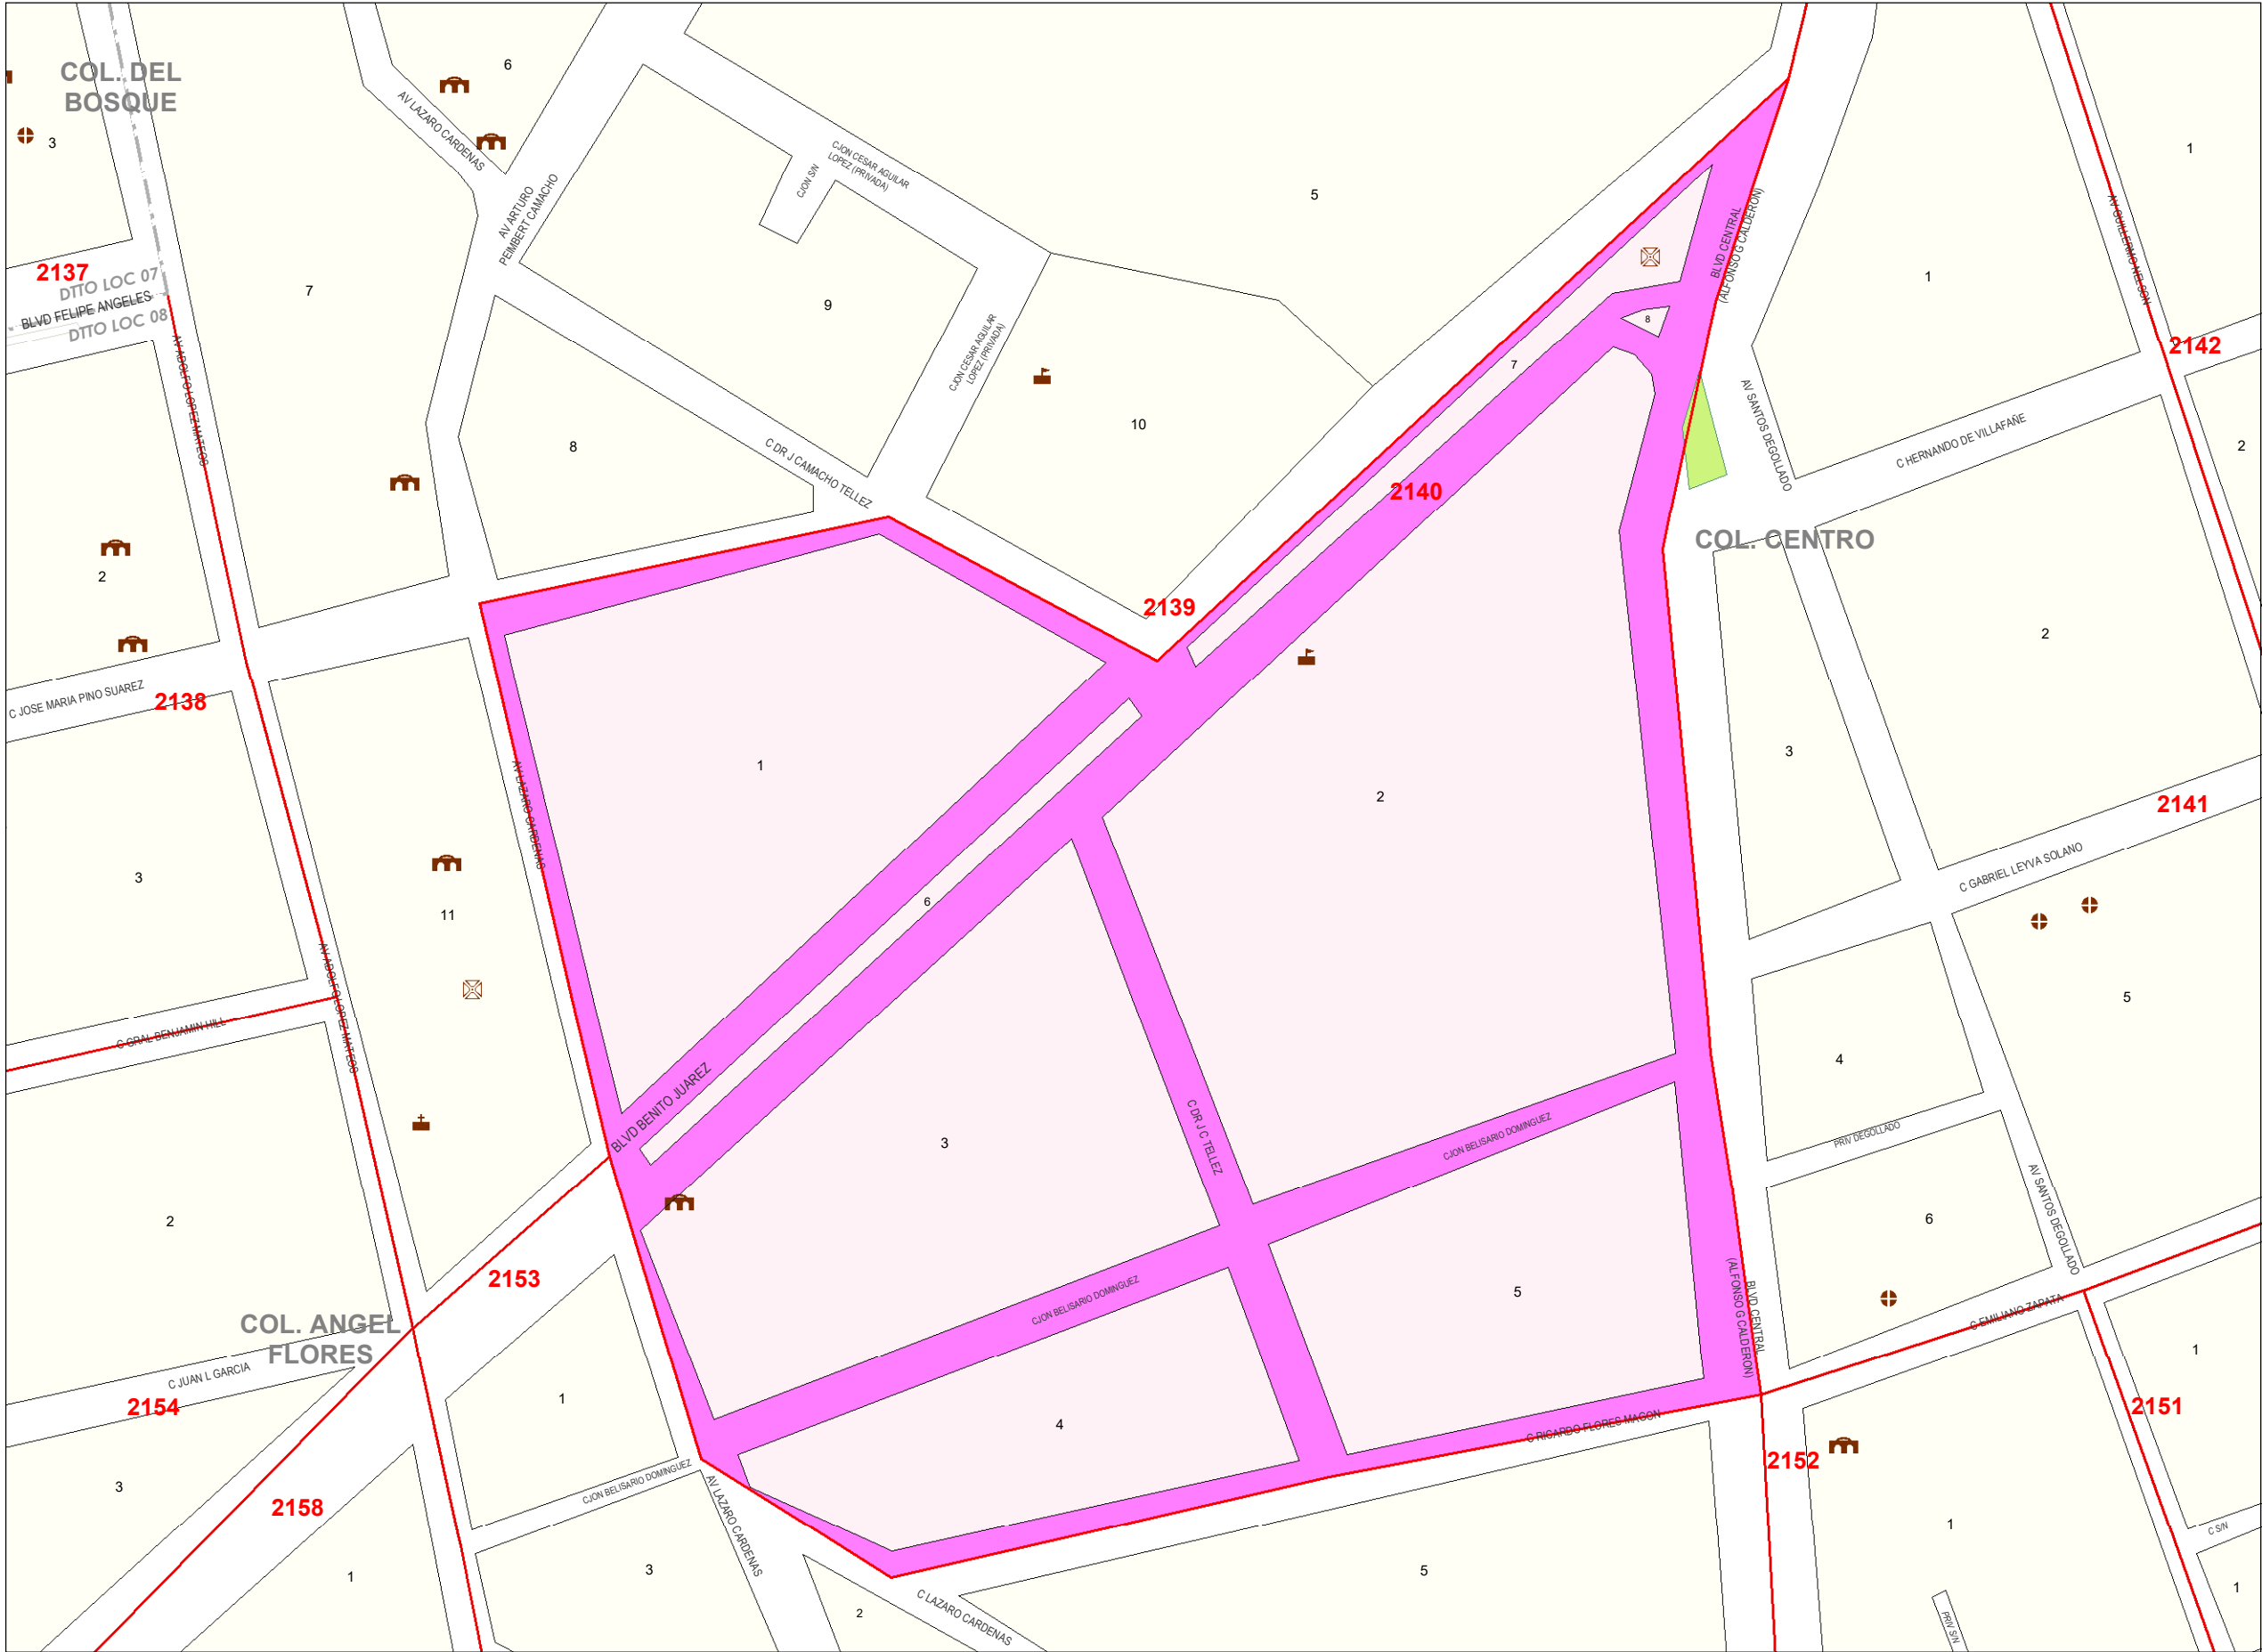 6
COL. DEL
BOSQUE
AV LAZARO CARDENAS
3
1
CJON CESAR AGUILAR
LOPEZ (PRIVADA)
CJON S/N
5
AV ARTURO
PEIMBERT CAMACHO
BLVD CENTRAL
(ALFONSO G CALDERON)
AV GUILLERMO NELSON
2137
DTTO LOC 07
BLVD FELIPE ANGELES
DTTO LOC 08
7
9
1
8
2142
CJON CESAR AGUILAR
LOPEZ (PRIVADA)
7
AV ADOLFO LOPEZ MATEOS
AV SANTOS DEGOLLADO
10
8
C HERNANDO DE VILLAFAÑE
2
C DR J CAMACHO TELLEZ
2140
COL. CENTRO
2
2139
2
C JOSE MARIA PINO SUAREZ
2138
1
3
2
2141
AV LAZARO CARDENAS
C GABRIEL LEYVA SOLANO
3
6
11
AV ADOLFO LOPEZ MATEOS
5
C GRAL BENJAMIN HILL
4
BLVD BENITO JUAREZ
C DR J C TELLEZ
CJON BELISARIO DOMINGUEZ
PRIV DEGOLLADO
3
AV SANTOS DEGOLLADO
2
6
2153
CJON BELISARIO DOMINGUEZ
5
BLVD CENTRAL
(ALFONSO G CALDERON)
C EMILIANO ZAPATA
COL. ANGEL
FLORES
C JUAN L GARCIA
1
2154
1
4
2151
C RICARDO FLORES MAGON
2152
3
CJON BELISARIO DOMINGUEZ
AV LAZARO CARDENAS
2158
1
C S/N
1
3
5
1
2
C LAZARO CARDENAS
PRIV S/N